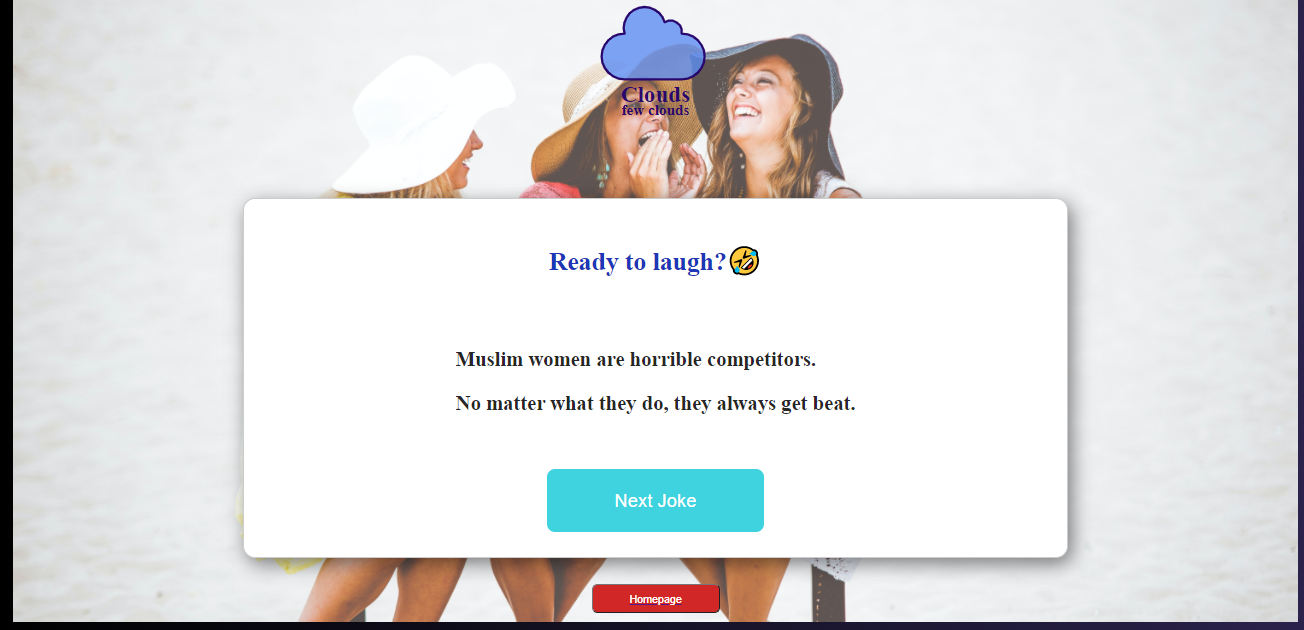 Clouds
few clouds
Ready to laugh?🤣
Muslim women are horrible competitors.
No matter what they do, they always get beat.
Next Joke
Homepage